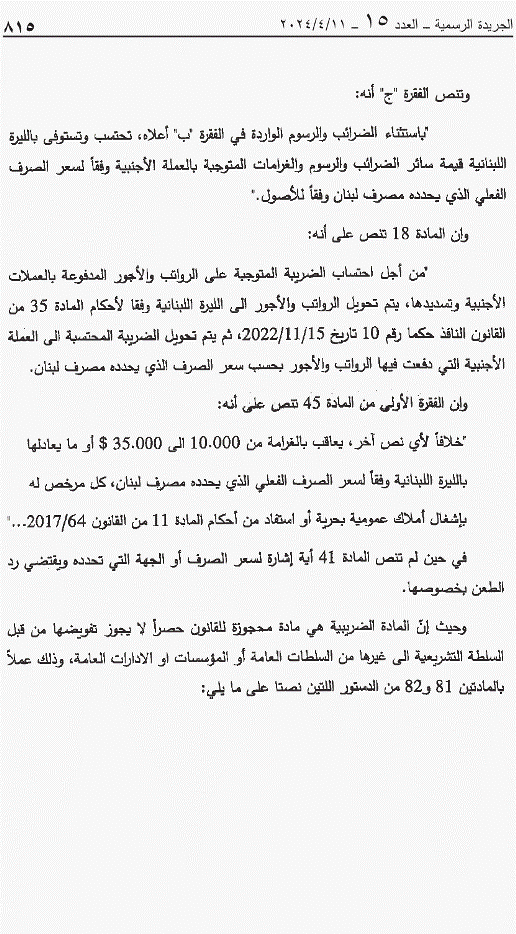 الجريدة الرسمية ـ العدد ١٥ ـ ٢٠٢٤/٤/١١
٨١٥
وتنص الفقرة "ج" أنه:
"باستثناء الضرائب والرسوم الواردة في الفقرة "ب" أعلاه، تحتسب وتستوفى بالليرة
اللبنانية قيمة سائر الضرائب والرسوم والغرامات المتوجبة بالعملة الأجنبية وفقاً لسعر الصرف
الفعلي الذي يحدده مصرف لبنان وفقاً للأصول."
وإن المادة 18 تنص على أنه:
"من أجل احتساب الضريبة المتوجبة على الرواتب والأجور المدفوعة بالعملات
الأجنبية وتسديدها، يتم تحويل الرواتب والأجور الى الليرة اللبنانية وفقا لأحكام المادة 35 من
القانون النافذ حكما رقم 10 تاريخ 2022/11/15، ثم يتم تحويل الضريبة المحتسبة الى العملة
الأجنبية التي دفعت فيها الرواتب والأجور بحسب سعر الصرف الذي يحدده مصرف لبنان.
وإن الفقرة الأولى من المادة 45 تنص على أنه:
"خلافاً لأي نص آخر، يعاقب بالغرامة من 10.000 الى 35.000 $ أو ما يعادلها
بالليرة اللبنانية وفقاً لسعر الصرف الفعلي الذي يحدده مصرف لبنان، كل مرخص له
بإشغال أملاك عمومية بحرية أو استفاد من أحكام المادة 11 من القانون 2017/64..."
في حين لم تنص المادة 41 أية إشارة لسعر الصرف أو الجهة التي تحدده ويقتضي رد
الطعن بخصوصها.
وحيث إنّ المادة الضريبية هي مادة محجوزة للقانون حصراً لا يجوز تفويضها من قبل
السلطة التشريعية الى غيرها من السلطات العامة أو المؤسسات او الادارات العامة، وذلك عملاً
بالمادتين 81 و82 من الدستور اللتين نصتا على ما يلي: